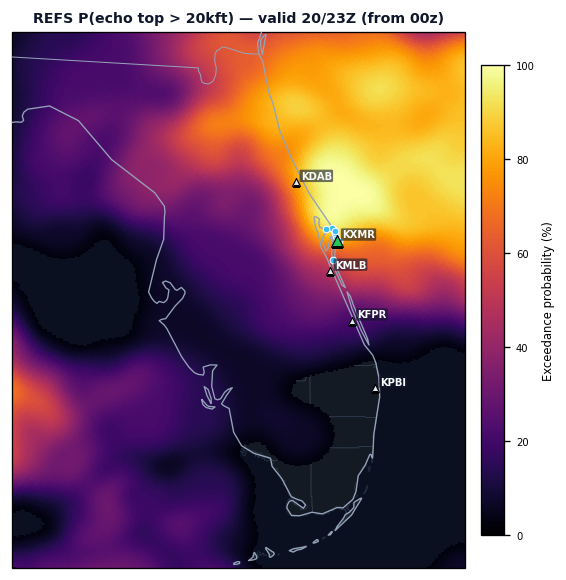 REFS P(echo top > 20kft) — valid 20/23Z (from 00z)
KDAB
KXMR
KMLB
KFPR
KPBI
100
80
60
40
20
0
Exceedance probability (%)